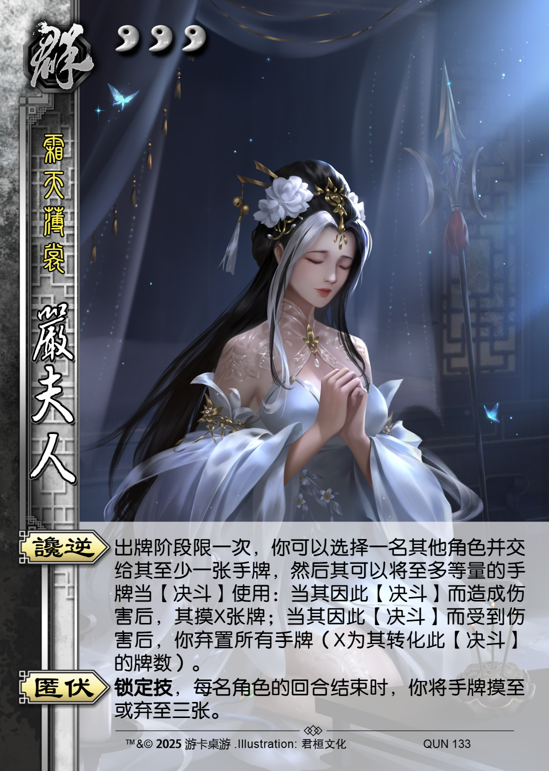 群
霜天薄裳
嚴夫人
讒逆
出牌阶段限一次，你可以选择一名其他角色并交
给其至少一张手牌，然后其可以将至多等量的手
牌当【决斗】使用：当其因此【决斗】而造成伤
害后，其摸X张牌；当其因此【决斗】而受到伤
害后，你弃置所有手牌（X为其转化此【决斗】
的牌数）。
匿伏
锁定技，每名角色的回合结束时，你将手牌摸至
或弃至三张。
™&© 2025 游卡桌游 .Illustration: 君桓文化
QUN 133